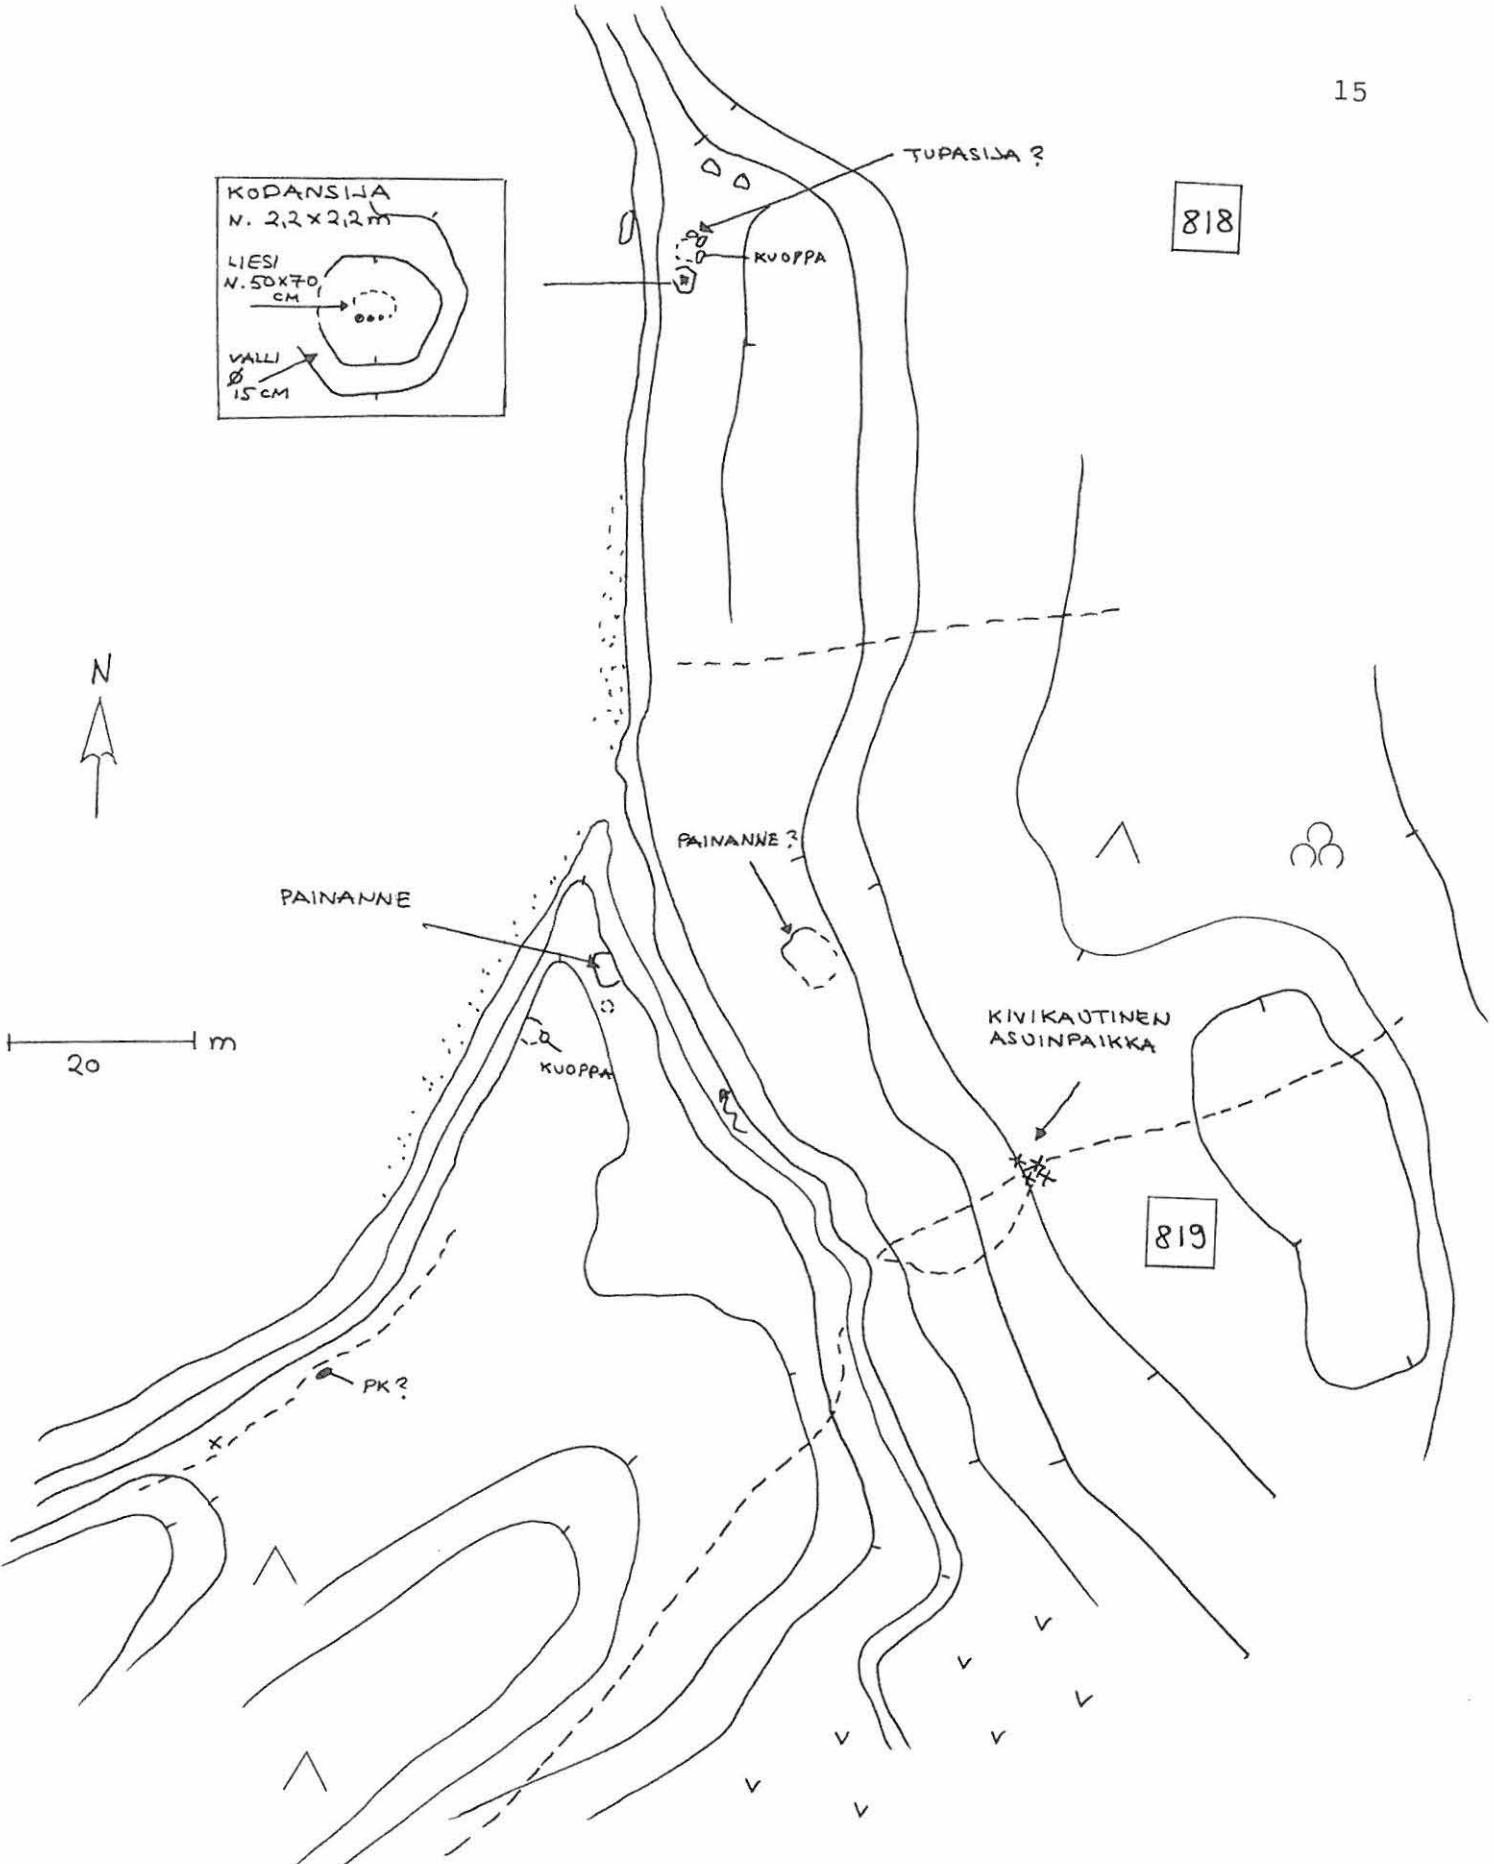 15
TUPASIJA?
818
KODANSIJA
N. 2,2 x 2,2m
LIESI
N. 50x70
CM
VALLI
Ø
15 CM
KUOPPA
N
PAINANNE?
PAINANNE
KIVIKAUTINEN
ASUINPAIKKA
20 m
KUOPPA
819
PK?